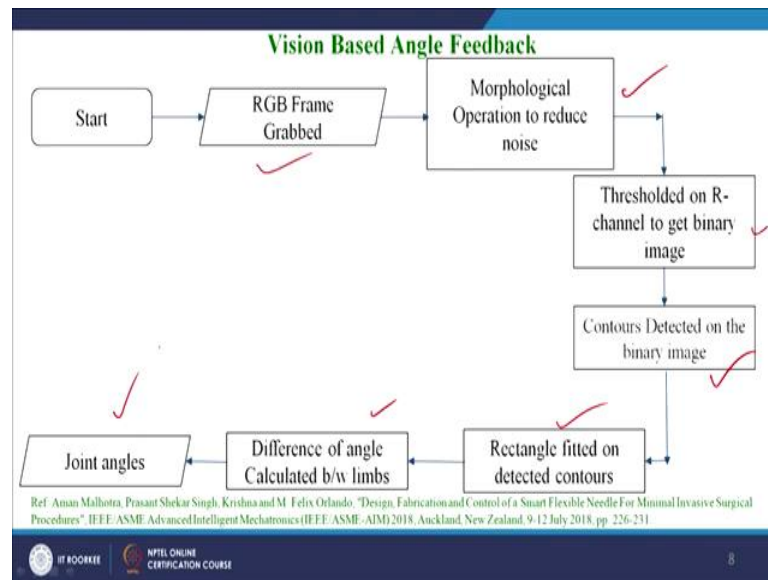 Vision Based Angle Feedback
Start
RGB Frame
Grabbed
Morphological
Operation to reduce
noise
Thresholded on R-
channel to get binary
image
Contours Detected on the
binary image
Rectangle fitted on
detected contours
Difference of angle
Calculated b/w limbs
Joint angles
Ref: Aman Malhotra, Prasant Shekar Singh, Krishna and M. Felix Orlando, "Design, Fabrication and Control of a Smart Flexible Needle For Minimal Invasive Surgical
Procedures", IEEE/ASME Advanced Intelligent Mechatronics (IEEE/ASME-AIM) 2018, Auckland, New Zealand, 9-12 July 2018, pp. 226-231.
IIT ROORKEE
NPTEL ONLINE
CERTIFICATION COURSE
8